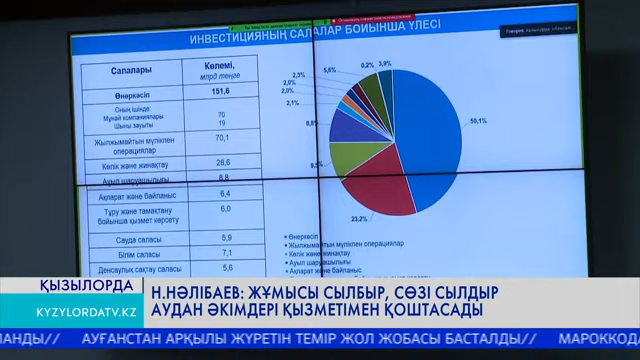 ИНВЕСТИЦИЯНЫҢ САЛАЛАР БОЙЫНША ҮЛЕСІ
Салалары
Көлемі,
млрд теңге
Өнеркәсіп
151,6
Оның ішінде:
Мұнай компаниялары
70
Шыны зауыты
19
Жылжымайтын мүлікпен
операциялар
70,1
Көлік және жинақтау
28,6
Ауыл шаруашылығы
8,8
Ақпарат және байланыс
6,4
Тұру және тамақтану
бойынша қызмет көрсету
6,0
Сауда саласы
5,9
Білім саласы
7,1
Денсаулық сақтау саласы
5,6
2,3%
5,6%
0,2%
3,9%
2,0%
2,0%
2,1%
8,8%
50,1%
23,2%
Өнеркәсіп
Жылжымайтын мүлікпен операциялар
Көлік және жинақтау
Ауыл шаруашылығы
Ақпарат және байланыс
ҚЫЗЫЛОРДА
KYZYLORDATV.KZ
Н.НӘЛІБАЕВ: ЖҰМЫСЫ СЫЛБЫР, СӨЗІ СЫЛДЫР
АУДАН ӘКІМДЕРІ ҚЫЗМЕТІМЕН ҚОШТАСАДЫ
ЛАНДЫ// АУҒАНСТАН АРҚЫЛЫ ЖҮРЕТІН ТЕМІР ЖОЛ ЖОБАСЫ БАСТАЛДЫ// МАРОККОД